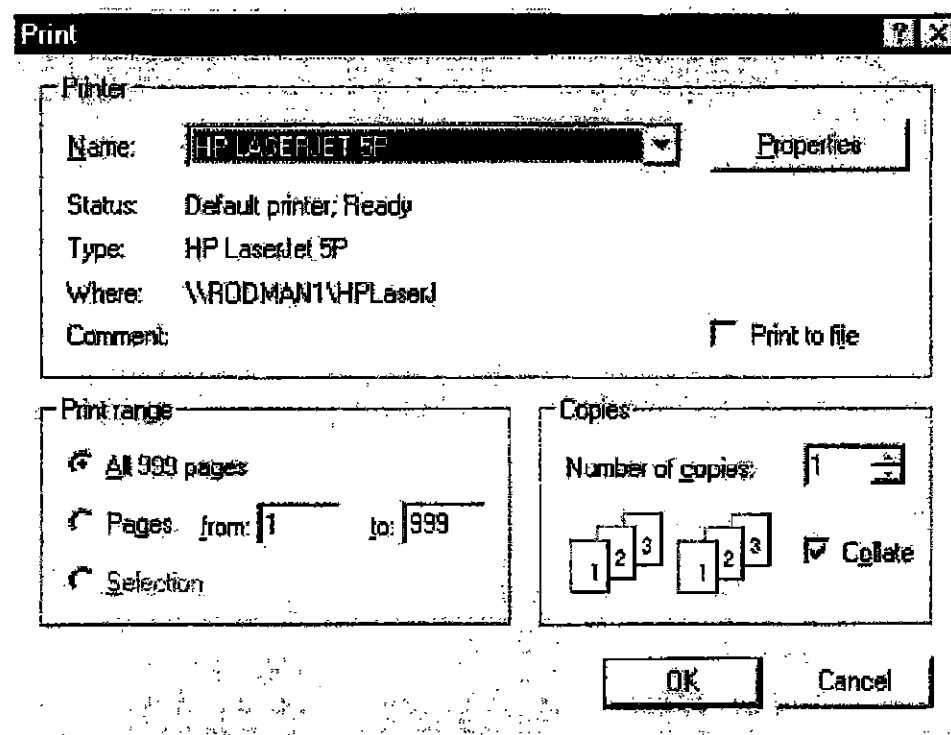 Print
Printer
Name: HP LASERJET 5P Properties
Status: Default printer; Ready
Type: HP LaserJet 5P
Where: \\RODMAN1\HPLaserJ
Comment: Print to file
Print range
All 999 pages
Pages from: 1 to: 999
Selection
Copies
Number of copies: 1
1 2 3 1 2 3 Collate
OK Cancel